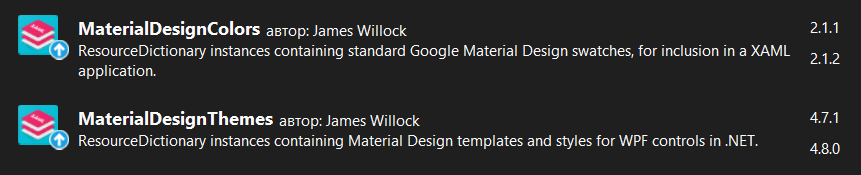 MaterialDesignColors автор: James Willock 2.1.1
ResourceDictionary instances containing standard Google Material Design swatches, for inclusion in a XAML 2.1.2
application.
MaterialDesignThemes автор: James Willock 4.7.1
ResourceDictionary instances containing Material Design templates and styles for WPF controls in .NET. 4.8.0